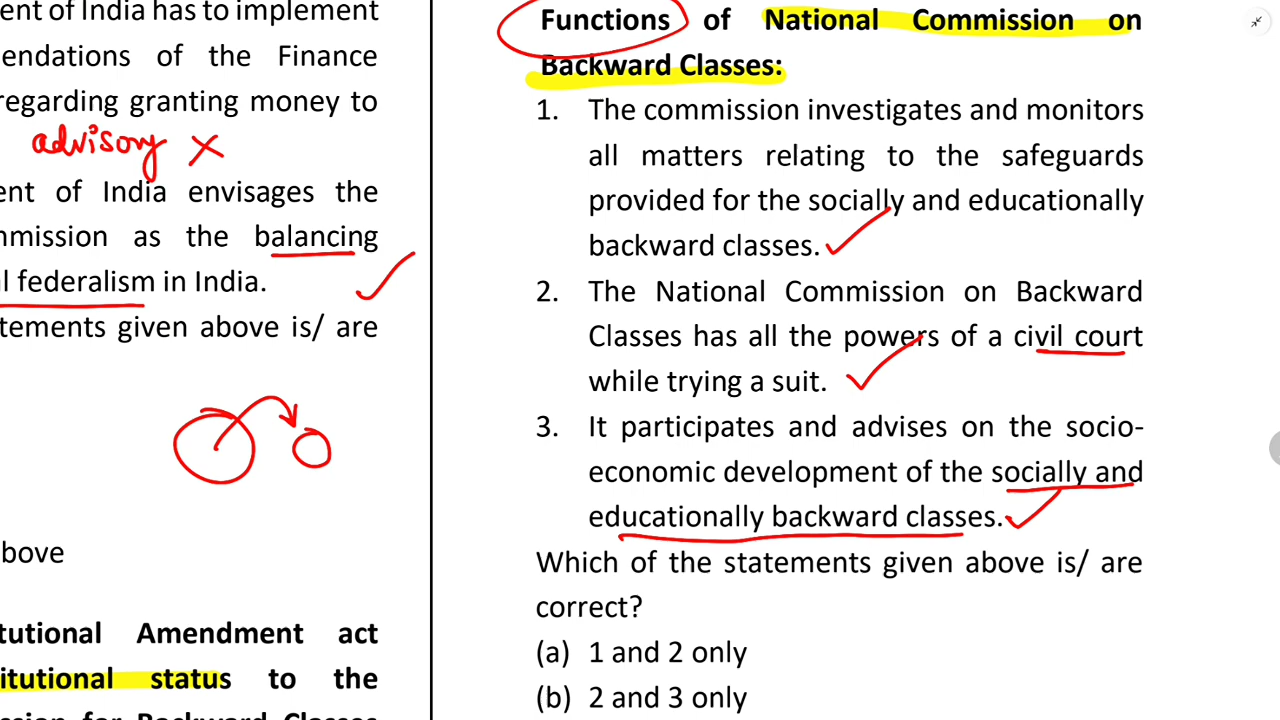 ent of India has to implement
endations of the Finance
regarding granting money to
advisory ×
ent of India envisages the
mmission as the balancing
l federalism in India.
tements given above is/ are
bove
tutional Amendment act
itutional status to the
ssion for Backward Classes
Functions of National Commission on
Backward Classes:
1. The commission investigates and monitors
all matters relating to the safeguards
provided for the socially and educationally
backward classes.
2. The National Commission on Backward
Classes has all the powers of a civil court
while trying a suit.
3. It participates and advises on the socio-
economic development of the socially and
educationally backward classes.
Which of the statements given above is/ are
correct?
(a) 1 and 2 only
(b) 2 and 3 only